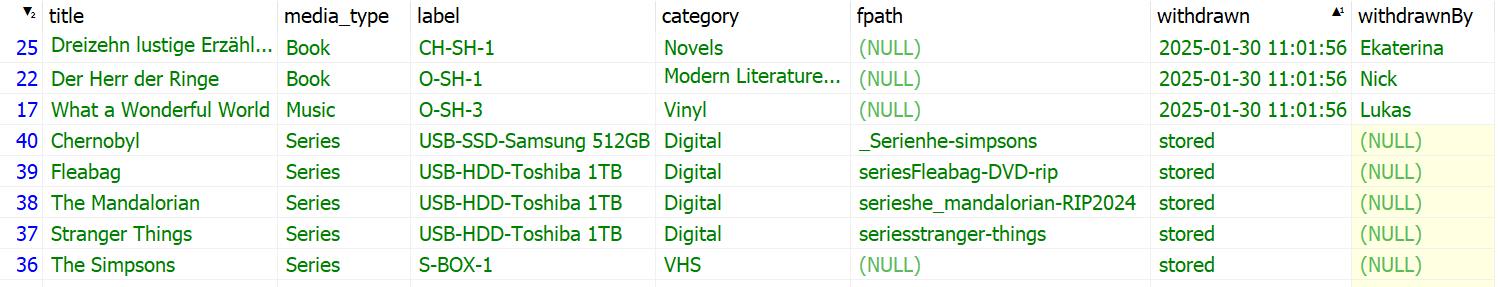 ▼2 title media_type label category fpath withdrawn ▲1 withdrawnBy
25 Dreizehn lustige Erzähl... Book CH-SH-1 Novels (NULL) 2025-01-30 11:01:56 Ekaterina
22 Der Herr der Ringe Book O-SH-1 Modern Literature... (NULL) 2025-01-30 11:01:56 Nick
17 What a Wonderful World Music O-SH-3 Vinyl (NULL) 2025-01-30 11:01:56 Lukas
40 Chernobyl Series USB-SSD-Samsung 512GB Digital _Serienhe-simpsons stored (NULL)
39 Fleabag Series USB-HDD-Toshiba 1TB Digital seriesFleabag-DVD-rip stored (NULL)
38 The Mandalorian Series USB-HDD-Toshiba 1TB Digital serieshe_mandalorian-RIP2024 stored (NULL)
37 Stranger Things Series USB-HDD-Toshiba 1TB Digital seriesstranger-things stored (NULL)
36 The Simpsons Series S-BOX-1 VHS (NULL) stored (NULL)